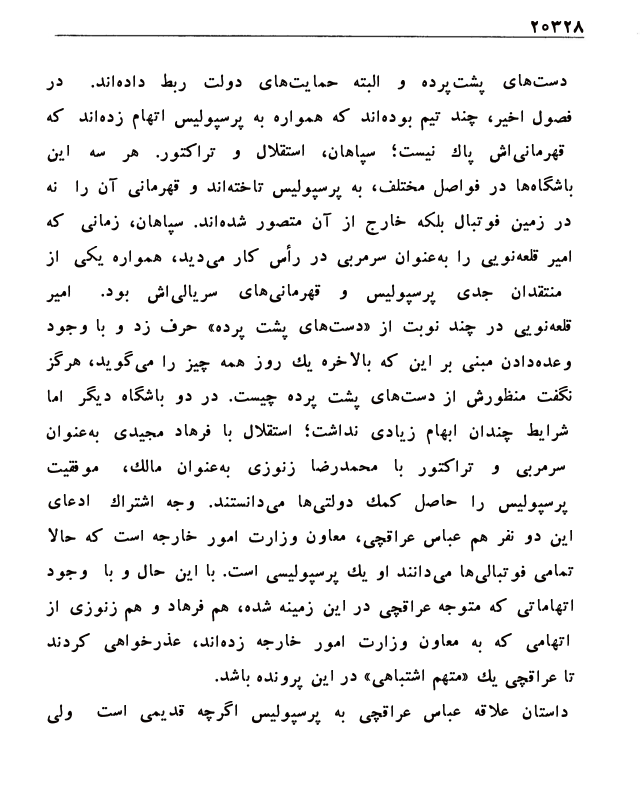 ۲۰۳۲۸
دست‌های پشت‌پرده و البته حمایت‌های دولت ربط داده‌اند. در
فصول اخیر، چند تیم بوده‌اند که همواره به پرسپولیس اتهام زده‌اند که
قهرمانی‌اش پاك نیست؛ سپاهان، استقلال و تراکتور. هر سه این
باشگاه‌ها در فواصل مختلف، به پرسپولیس تاخته‌اند و قهرمانی آن را نه
در زمین فوتبال بلکه خارج از آن متصور شده‌اند. سپاهان، زمانی که
امیر قلعه‌نویی را به‌عنوان سرمربی در رأس کار می‌دید، همواره یکی از
منتقدان جدی پرسپولیس و قهرمانی‌های سریالی‌اش بود. امیر
قلعه‌نویی در چند نوبت از «دست‌های پشت پرده» حرف زد و با وجود
وعده‌دادن مبنی بر این که بالاخره یك روز همه چیز را می‌گوید، هرگز
نگفت منظورش از دست‌های پشت پرده چیست. در دو باشگاه دیگر اما
شرایط چندان ابهام زیادی نداشت؛ استقلال با فرهاد مجیدی به‌عنوان
سرمربی و تراکتور با محمدرضا زنوزی به‌عنوان مالك، موفقیت
پرسپولیس را حاصل کمك دولتی‌ها می‌دانستند. وجه اشتراك ادعای
این دو نفر هم عباس عراقچی، معاون وزارت امور خارجه است که حالا
تمامی فوتبالی‌ها می‌دانند او یك پرسپولیسی است. با این حال و با وجود
اتهاماتی که متوجه عراقچی در این زمینه شده، هم فرهاد و هم زنوزی از
اتهامی که به معاون وزارت امور خارجه زده‌اند، عذرخواهی کردند
تا عراقچی یك «متهم اشتباهی» در این پرونده باشد.
داستان علاقه عباس عراقچی به پرسپولیس اگرچه قدیمی است ولی